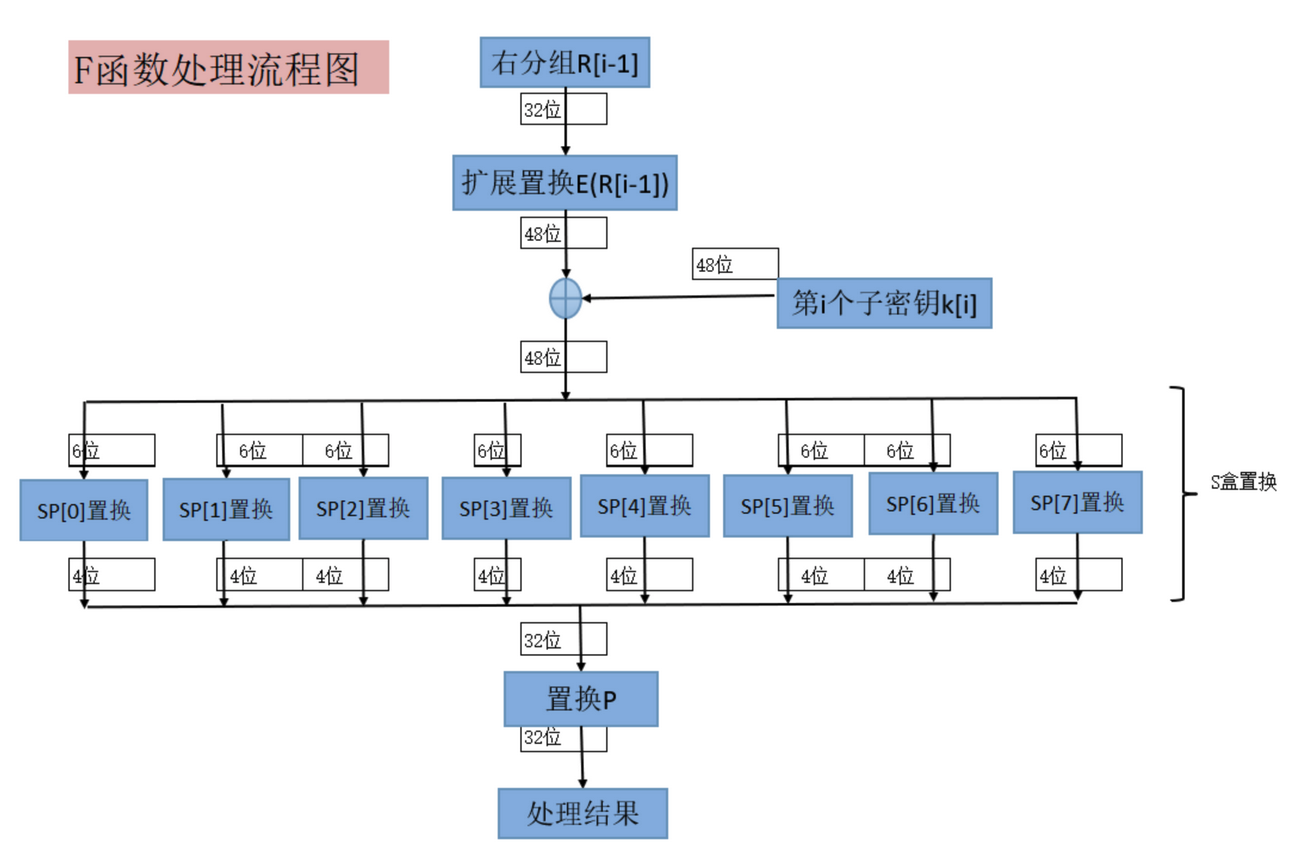 F函数处理流程图
右分组R[i-1]
32位
扩展置换E(R[i-1])
48位
48位
第i个子密钥k[i]
48位
6位 6位 6位 6位 6位 6位 6位 6位
SP[0]置换 SP[1]置换 SP[2]置换 SP[3]置换 SP[4]置换 SP[5]置换 SP[6]置换 SP[7]置换
S盒置换
4位 4位 4位 4位 4位 4位 4位 4位
32位
置换P
32位
处理结果